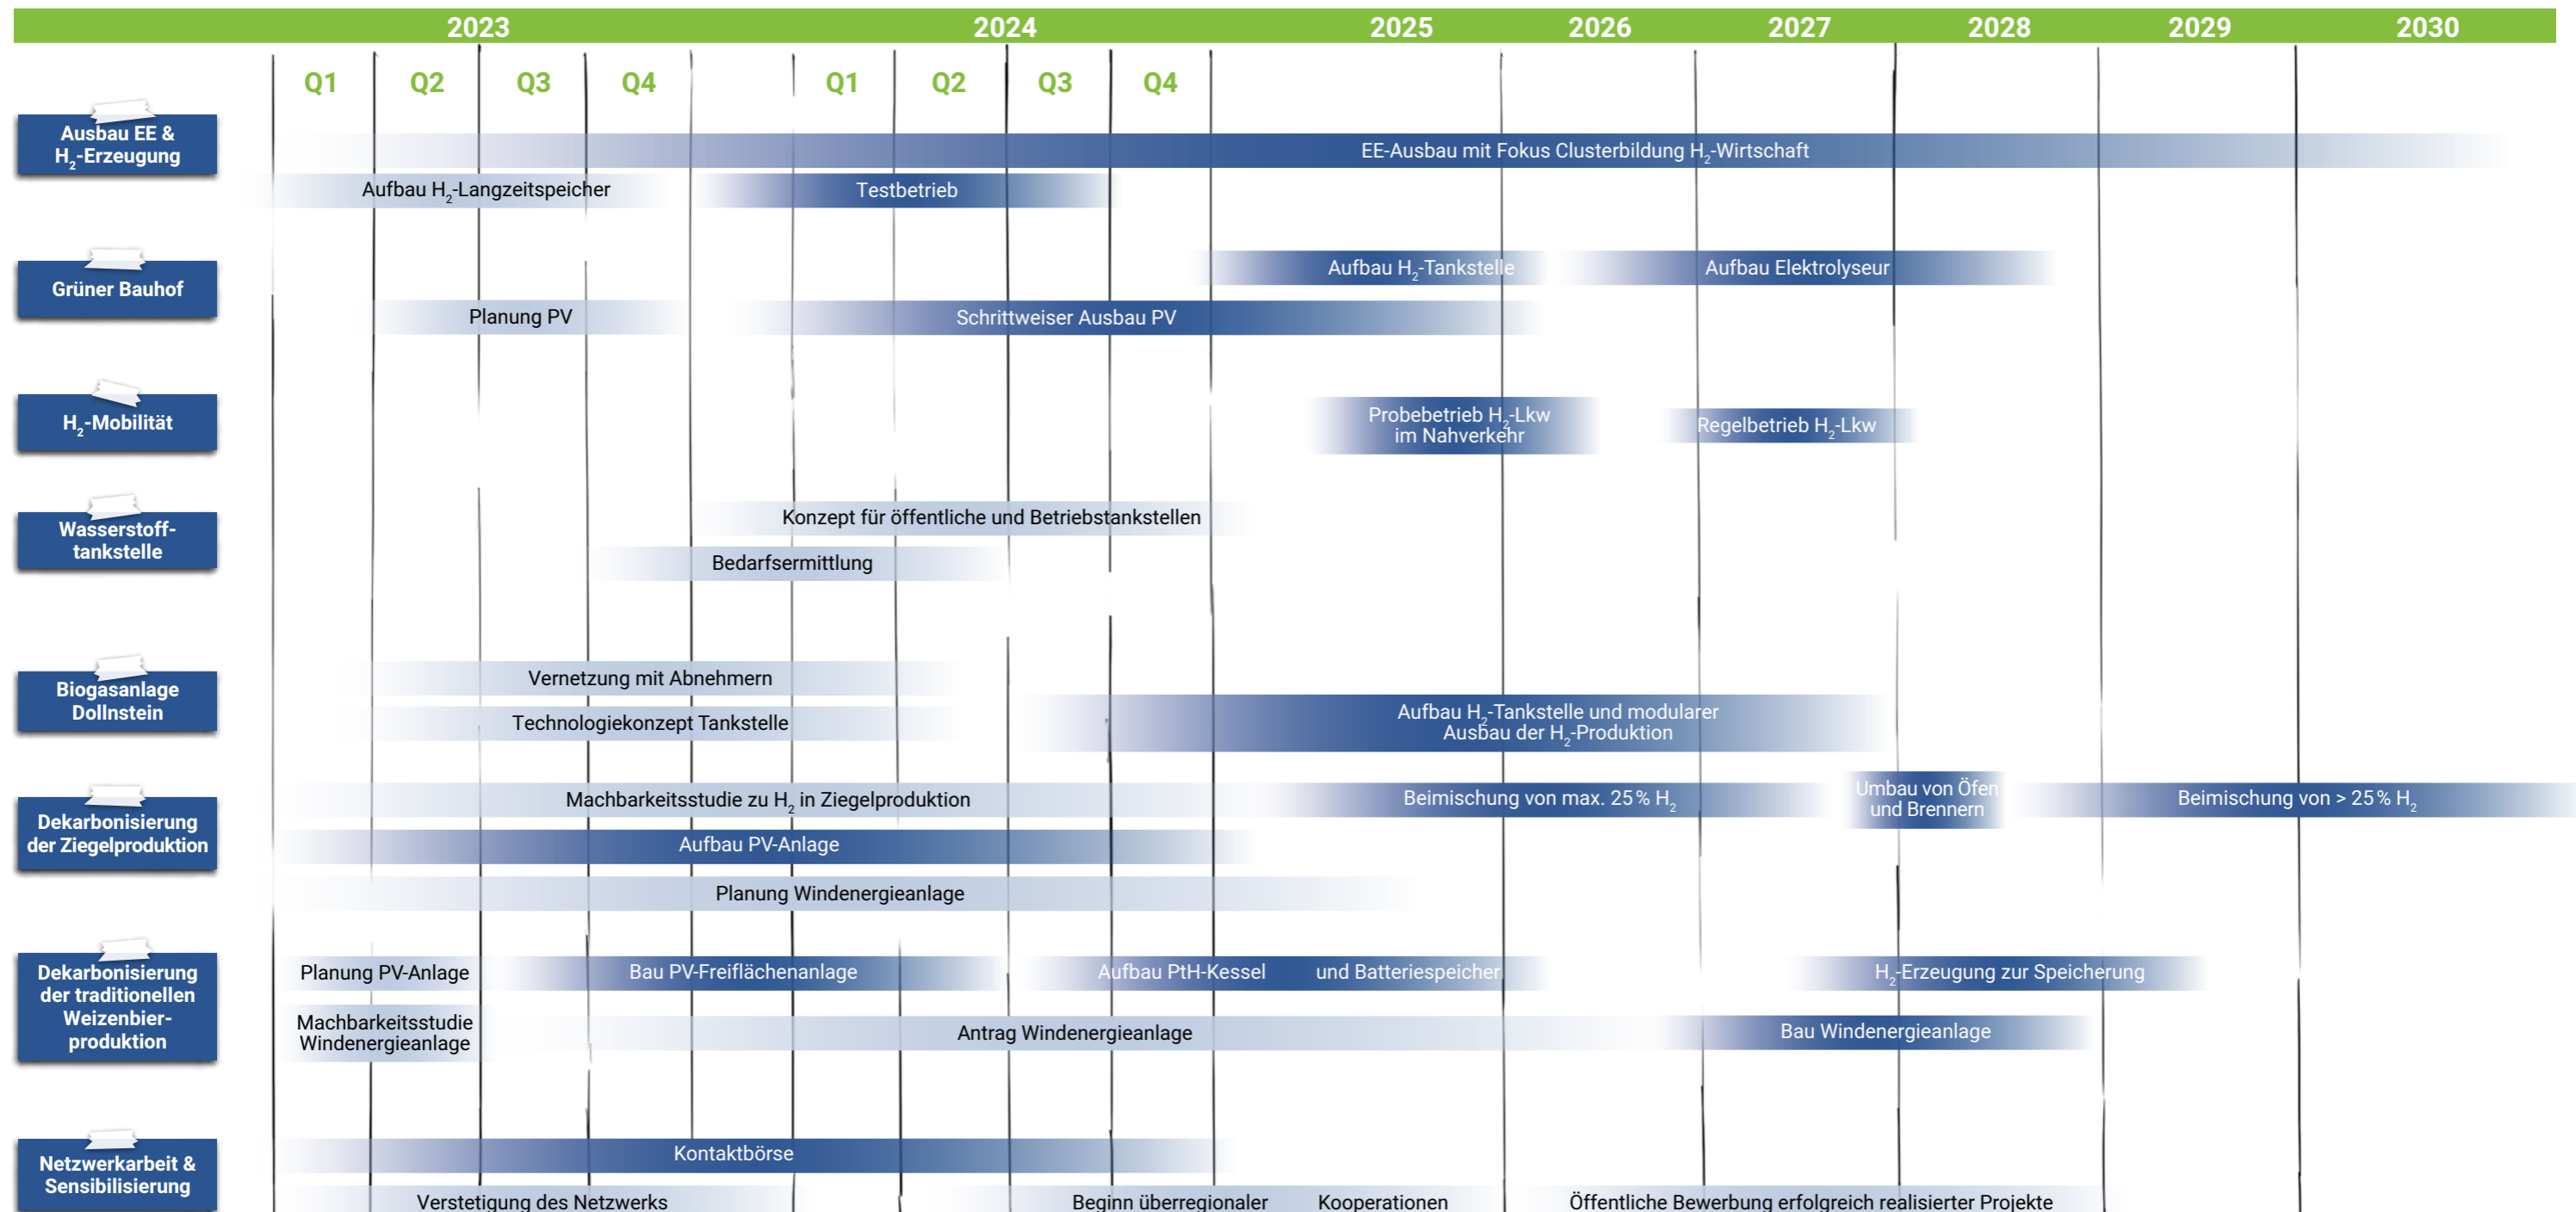 2023 2024 2025 2026 2027 2028 2029 2030
Q1 Q2 Q3 Q4 Q1 Q2 Q3 Q4
Ausbau EE &
H₂-Erzeugung
EE-Ausbau mit Fokus Clusterbildung H₂-Wirtschaft
Aufbau H₂-Langzeitspeicher
Testbetrieb
Grüner Bauhof
Aufbau H₂-Tankstelle
Aufbau Elektrolyseur
Planung PV
Schrittweiser Ausbau PV
H₂-Mobilität
Probebetrieb H₂-Lkw
im Nahverkehr
Regelbetrieb H₂-Lkw
Wasserstoff-
tankstelle
Konzept für öffentliche und Betriebstankstellen
Bedarfsermittlung
Biogasanlage
Dollnstein
Vernetzung mit Abnehmern
Technologiekonzept Tankstelle
Aufbau H₂-Tankstelle und modularer
Ausbau der H₂-Produktion
Dekarbonisierung
der Ziegelproduktion
Machbarkeitsstudie zu H₂ in Ziegelproduktion
Beimischung von max. 25 % H₂
Umbau von Öfen
und Brennern
Beimischung von > 25 % H₂
Aufbau PV-Anlage
Planung Windenergieanlage
Dekarbonisierung
der traditionellen
Weizenbier-
produktion
Planung PV-Anlage
Bau PV-Freiflächenanlage
Aufbau PtH-Kessel und Batteriespeicher
H₂-Erzeugung zur Speicherung
Machbarkeitsstudie
Windenergieanlage
Antrag Windenergieanlage
Bau Windenergieanlage
Netzwerkarbeit &
Sensibilisierung
Kontaktbörse
Verstetigung des Netzwerks
Beginn überregionaler Kooperationen
Öffentliche Bewerbung erfolgreich realisierter Projekte